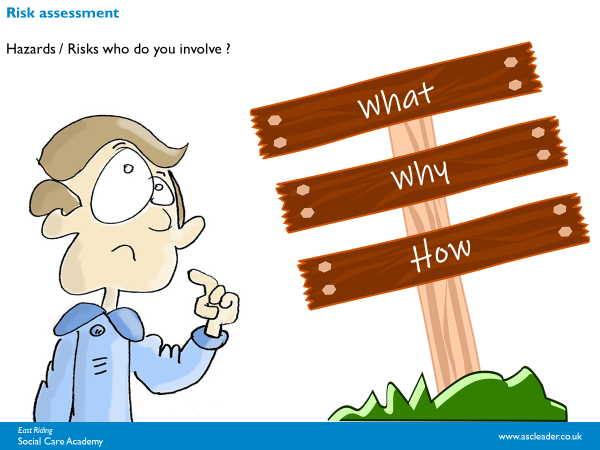 Risk assessment
Hazards / Risks who do you involve ?
What
Why
How
East Riding
Social Care Academy
www.ascleader.co.uk